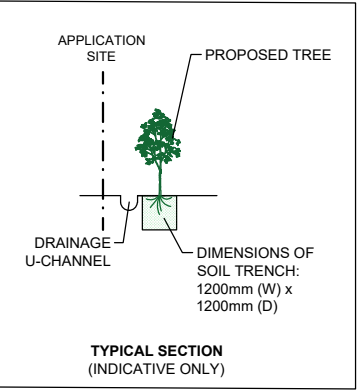 APPLICATION
SITE
PROPOSED TREE
DRAINAGE
U-CHANNEL
DIMENSIONS OF
SOIL TRENCH:
1200mm (W) x
1200mm (D)
TYPICAL SECTION
(INDICATIVE ONLY)